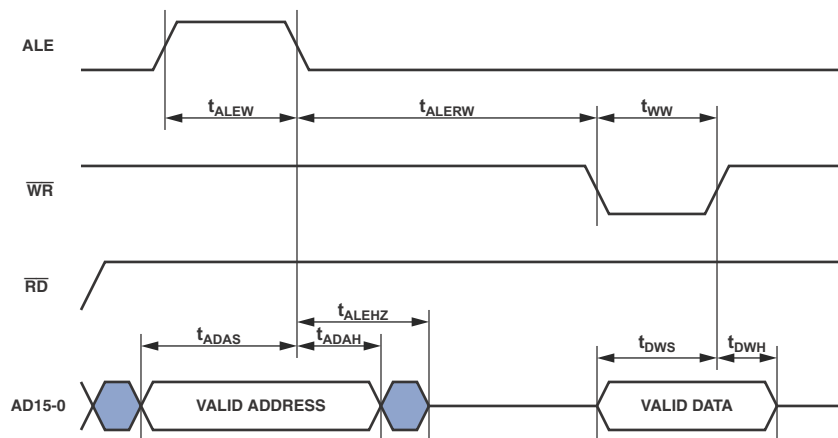 ALE
tALEW
tALERW
tWW
WR
RD
tALEHZ
tADAS
tADAH
tDWS
tDWH
AD15-0
VALID ADDRESS
VALID DATA